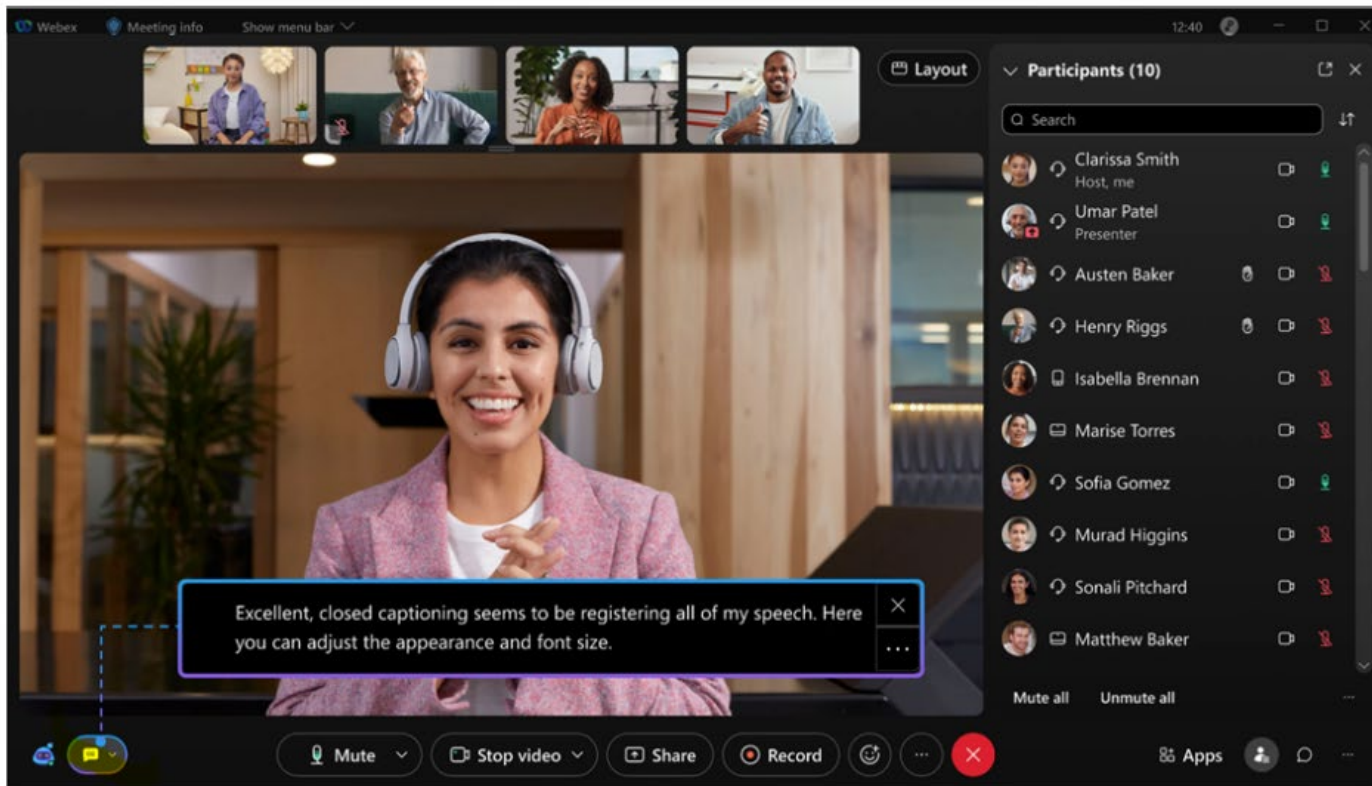 Webex Meeting info Show menu bar 12:40
Layout
Participants (10)
Search
Clarissa Smith
Host, me
Umar Patel
Presenter
Austen Baker
Henry Riggs
Isabella Brennan
Marise Torres
Sofia Gomez
Murad Higgins
Sonali Pitchard
Matthew Baker
Excellent, closed captioning seems to be registering all of my speech. Here
you can adjust the appearance and font size.
Mute all Unmute all
Mute Stop video Share Record Apps